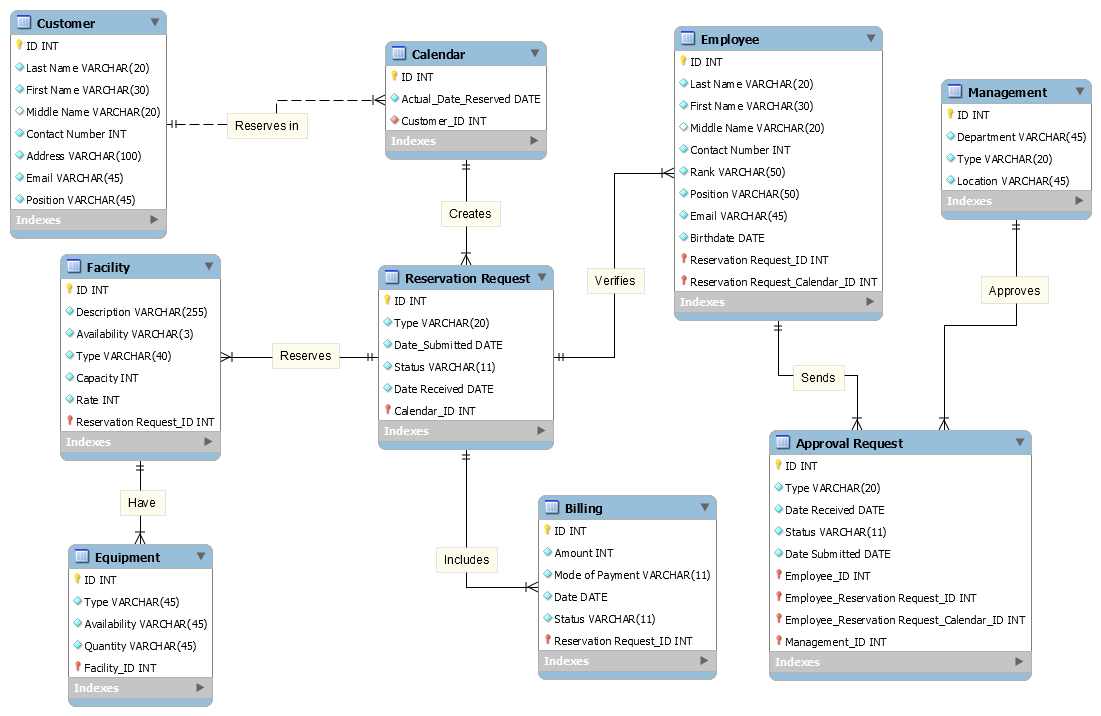 Customer
ID INT
Last Name VARCHAR(20)
First Name VARCHAR(30)
Middle Name VARCHAR(20)
Contact Number INT
Address VARCHAR(100)
Email VARCHAR(45)
Position VARCHAR(45)
Indexes
Reserves in
Calendar
ID INT
Actual_Date_Reserved DATE
Customer_ID INT
Indexes
Creates
Employee
ID INT
Last Name VARCHAR(20)
First Name VARCHAR(30)
Middle Name VARCHAR(20)
Contact Number INT
Rank VARCHAR(50)
Position VARCHAR(50)
Email VARCHAR(45)
Birthdate DATE
Reservation Request_ID INT
Reservation Request_Calendar_ID INT
Indexes
Management
ID INT
Department VARCHAR(45)
Type VARCHAR(20)
Location VARCHAR(45)
Indexes
Facility
ID INT
Description VARCHAR(255)
Availability VARCHAR(3)
Type VARCHAR(40)
Capacity INT
Rate INT
Reservation Request_ID INT
Indexes
Reserves
Reservation Request
ID INT
Type VARCHAR(20)
Date_Submitted DATE
Status VARCHAR(11)
Date Received DATE
Calendar_ID INT
Indexes
Verifies
Approves
Sends
Have
Equipment
ID INT
Type VARCHAR(45)
Availability VARCHAR(45)
Quantity VARCHAR(45)
Facility_ID INT
Indexes
Includes
Billing
ID INT
Amount INT
Mode of Payment VARCHAR(11)
Date DATE
Status VARCHAR(11)
Reservation Request_ID INT
Indexes
Approval Request
ID INT
Type VARCHAR(20)
Date Received DATE
Status VARCHAR(11)
Date Submitted DATE
Employee_ID INT
Employee_Reservation Request_ID INT
Employee_Reservation Request_Calendar_ID INT
Management_ID INT
Indexes